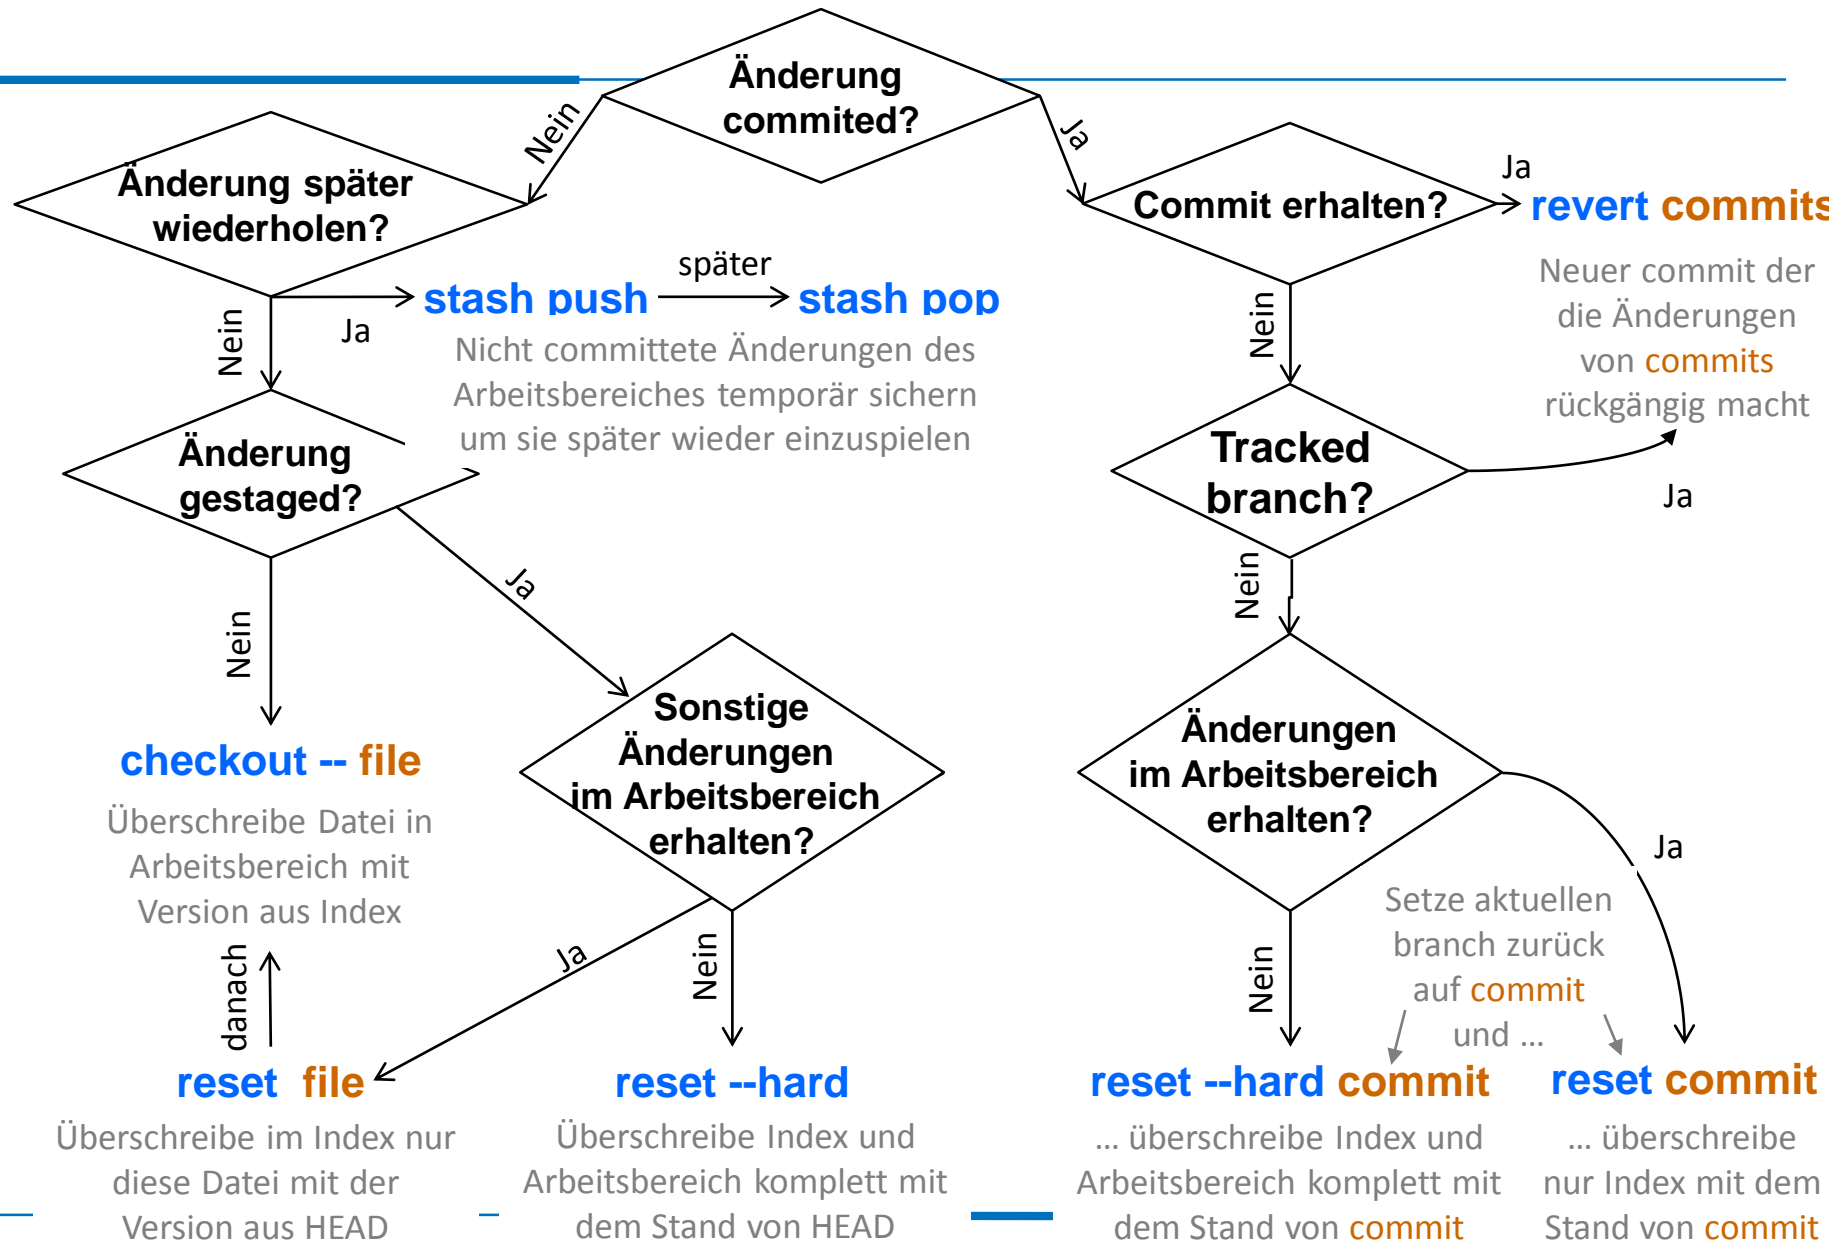 Änderung
commited?
Nein
Ja
Änderung später
wiederholen?
Commit erhalten?
Ja
revert commits
Neuer commit der
die Änderungen
von commits
rückgängig macht
Nein
Ja
stash push
später
stash pop
Nicht committete Änderungen des
Arbeitsbereiches temporär sichern
um sie später wieder einzuspielen
Nein
Änderung
gestaged?
Tracked
branch?
Ja
Nein
Ja
Nein
checkout -- file
Überschreibe Datei in
Arbeitsbereich mit
Version aus Index
Sonstige
Änderungen
im Arbeitsbereich
erhalten?
Änderungen
im Arbeitsbereich
erhalten?
Ja
Setze aktuellen
branch zurück
auf commit
und ...
danach
Ja
Nein
Nein
reset file
Überschreibe im Index nur
diese Datei mit der
Version aus HEAD
reset --hard
Überschreibe Index und
Arbeitsbereich komplett mit
dem Stand von HEAD
reset --hard commit
... überschreibe Index und
Arbeitsbereich komplett mit
dem Stand von commit
reset commit
... überschreibe
nur Index mit dem
Stand von commit